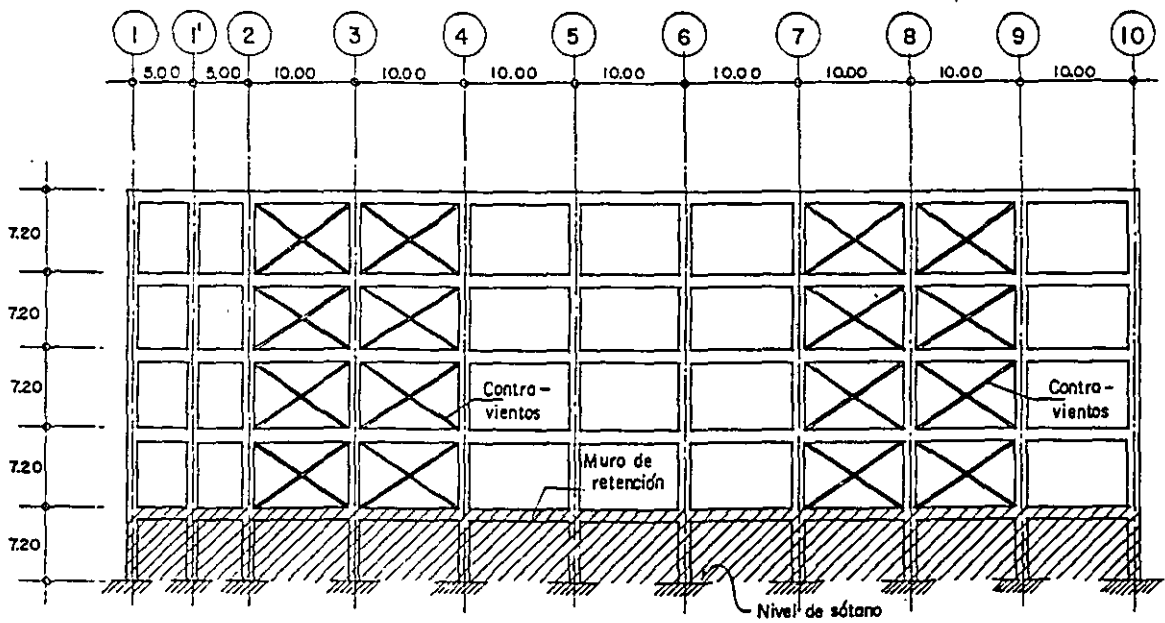 1 1' 2 3 4 5 6 7 8 9 10
5.00 5.00 10.00 10.00 10.00 10.00 10.00 10.00 10.00 10.00
7.20
7.20
7.20
Contra-
vientos
Contra-
vientos
7.20
Muro de
retención
7.20
Nivel de sótano